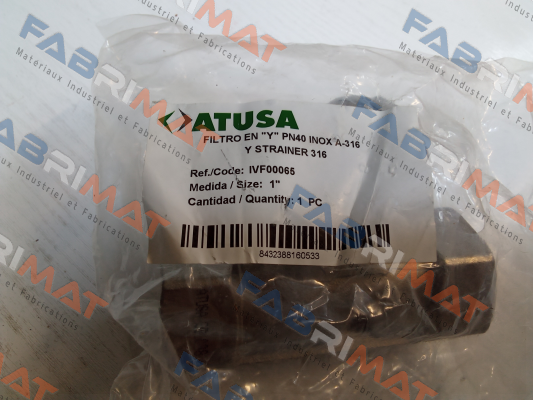 ATUSA
FILTRO EN "Y" PN40 INOX A-316
Y STRAINER 316
Ref./Code: IVF00065
Medida / Size: 1"
Cantidad / Quantity: 1 PC
8432388160533
FABRIMAT
Materiaux Industriel et Fabrications